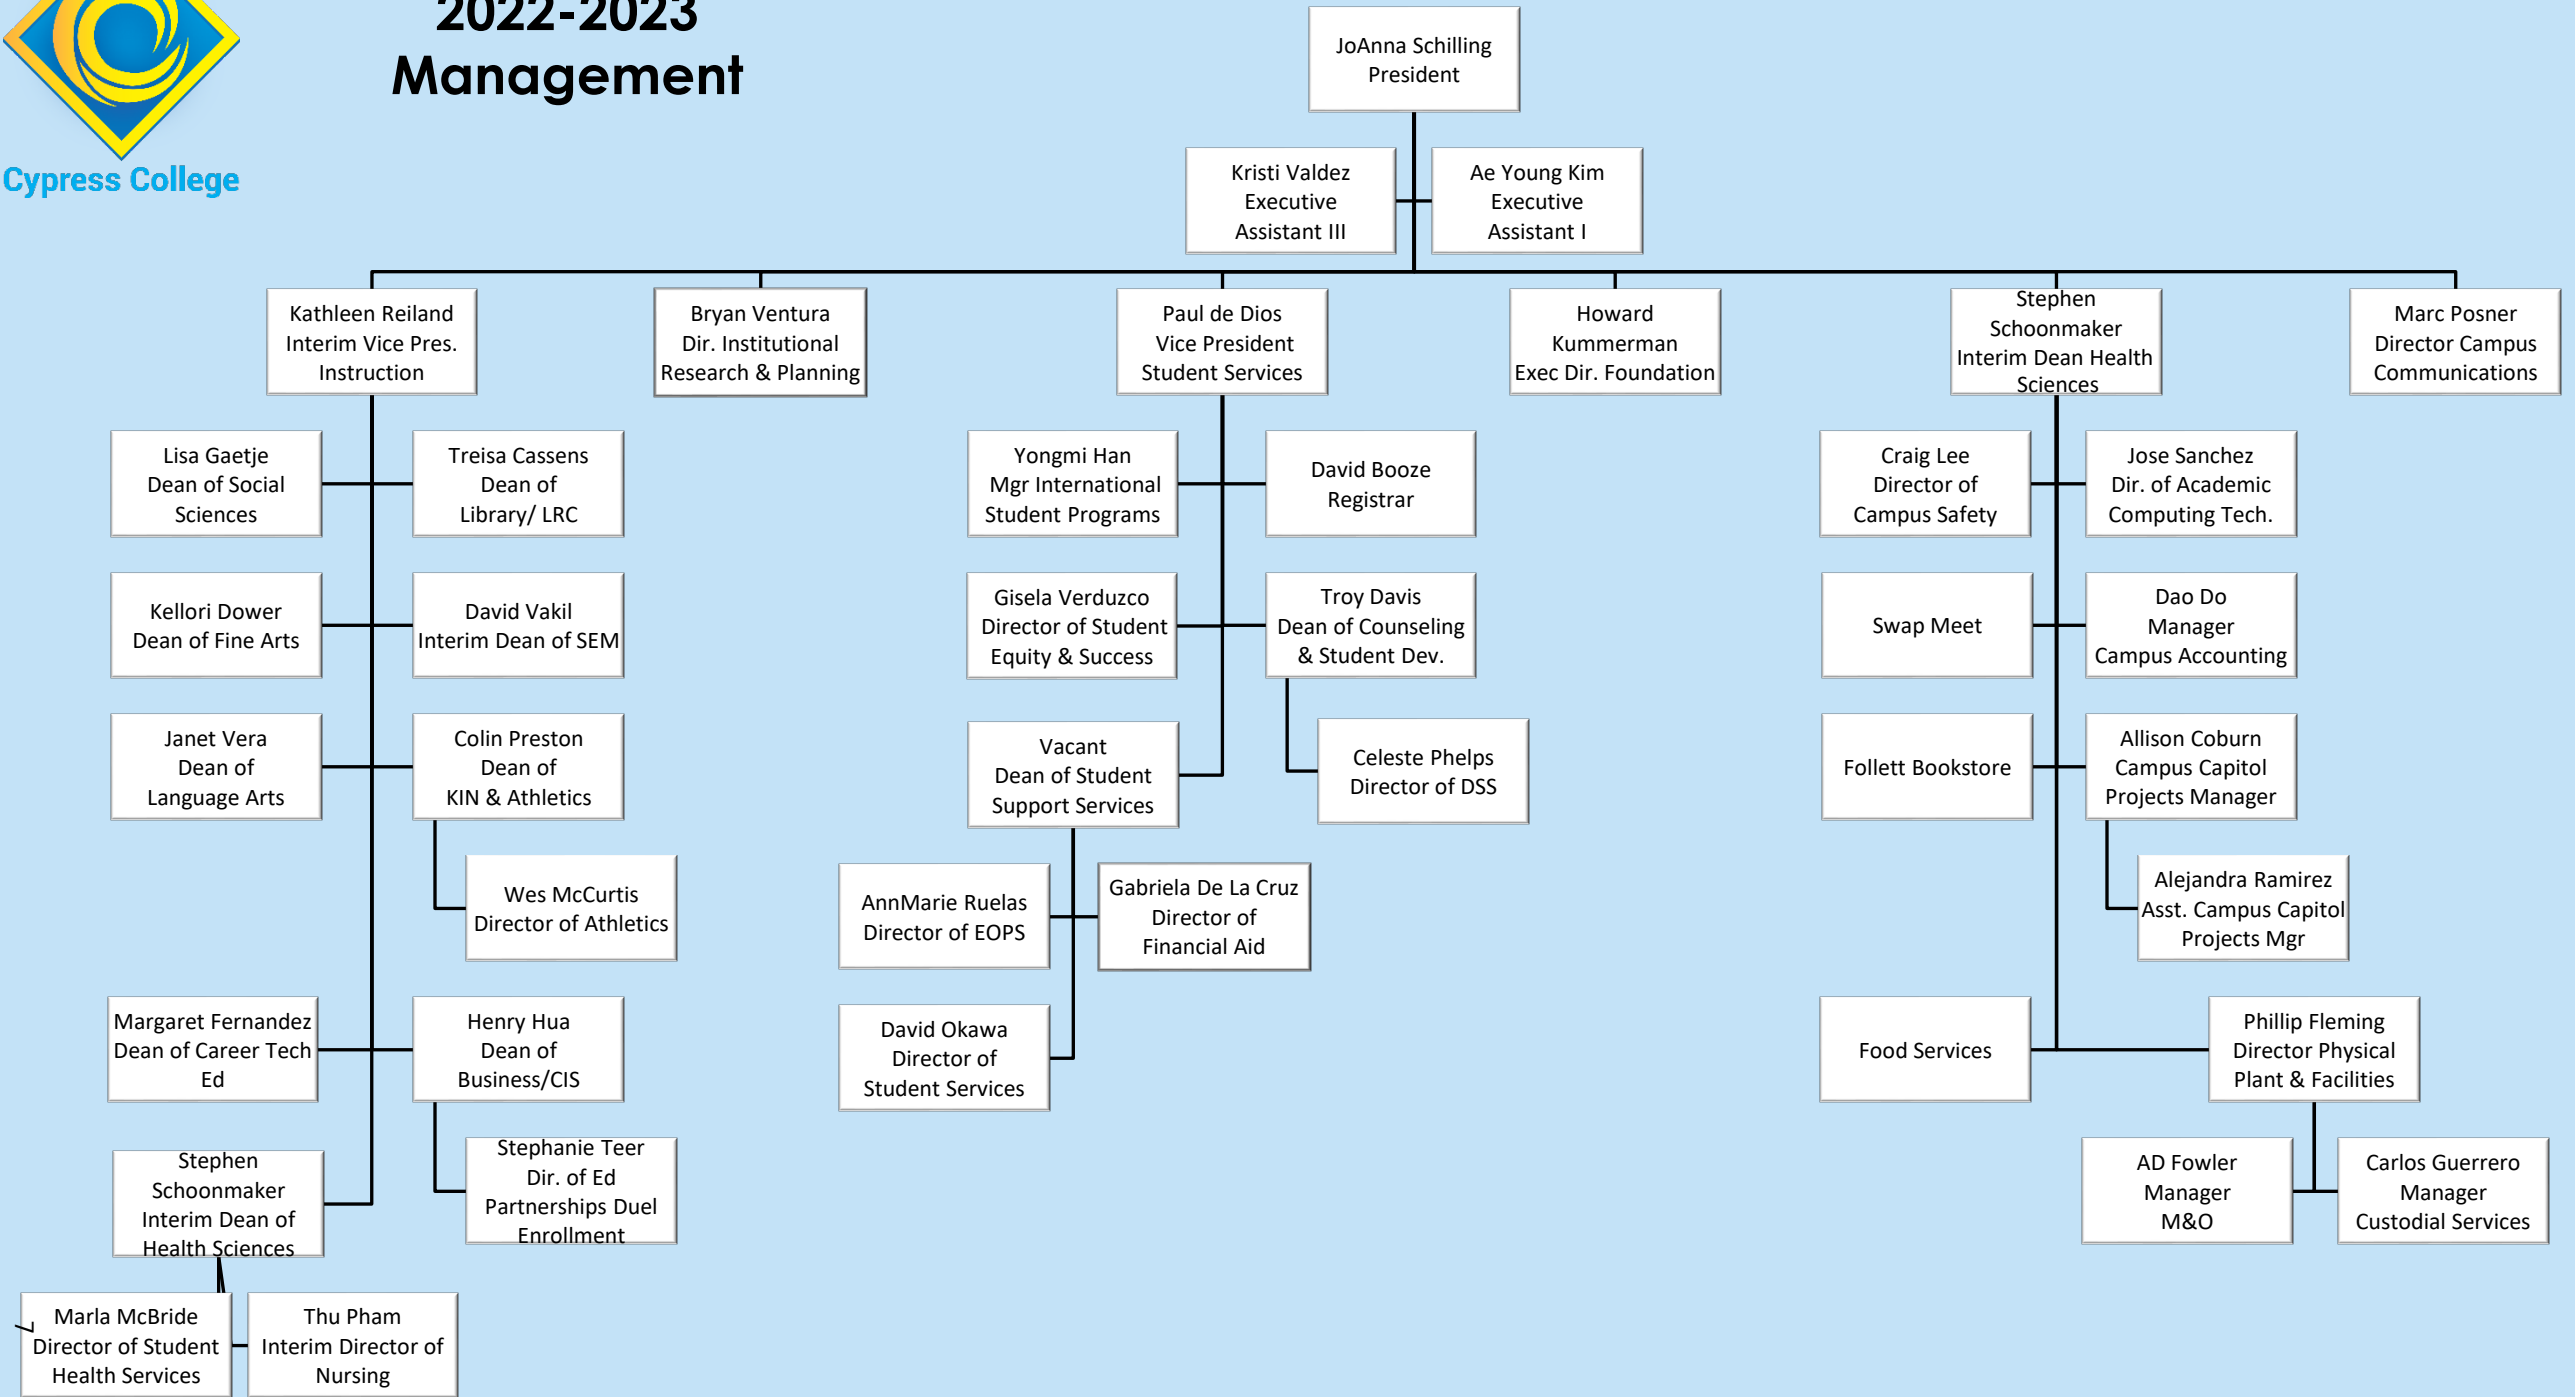 2022-2023
Management
Cypress College
JoAnna Schilling
President
Kristi Valdez
Executive
Assistant III
Ae Young Kim
Executive
Assistant I
Kathleen Reiland
Interim Vice Pres.
Instruction
Bryan Ventura
Dir. Institutional
Research & Planning
Paul de Dios
Vice President
Student Services
Howard
Kummerman
Exec Dir. Foundation
Stephen
Schoonmaker
Interim Dean Health
Sciences
Marc Posner
Director Campus
Communications
Lisa Gaetje
Dean of Social
Sciences
Treisa Cassens
Dean of
Library/ LRC
Kellori Dower
Dean of Fine Arts
David Vakil
Interim Dean of SEM
Janet Vera
Dean of
Language Arts
Colin Preston
Dean of
KIN & Athletics
Wes McCurtis
Director of Athletics
Margaret Fernandez
Dean of Career Tech
Ed
Henry Hua
Dean of
Business/CIS
Stephanie Teer
Dir. of Ed
Partnerships Duel
Enrollment
Stephen
Schoonmaker
Interim Dean of
Health Sciences
Marla McBride
Director of Student
Health Services
Thu Pham
Interim Director of
Nursing
Yongmi Han
Mgr International
Student Programs
David Booze
Registrar
Gisela Verduzco
Director of Student
Equity & Success
Troy Davis
Dean of Counseling
& Student Dev.
Celeste Phelps
Director of DSS
Vacant
Dean of Student
Support Services
AnnMarie Ruelas
Director of EOPS
Gabriela De La Cruz
Director of
Financial Aid
David Okawa
Director of
Student Services
Craig Lee
Director of
Campus Safety
Jose Sanchez
Dir. of Academic
Computing Tech.
Swap Meet
Dao Do
Manager
Campus Accounting
Follett Bookstore
Allison Coburn
Campus Capitol
Projects Manager
Alejandra Ramirez
Asst. Campus Capitol
Projects Mgr
Food Services
Phillip Fleming
Director Physical
Plant & Facilities
AD Fowler
Manager
M&O
Carlos Guerrero
Manager
Custodial Services